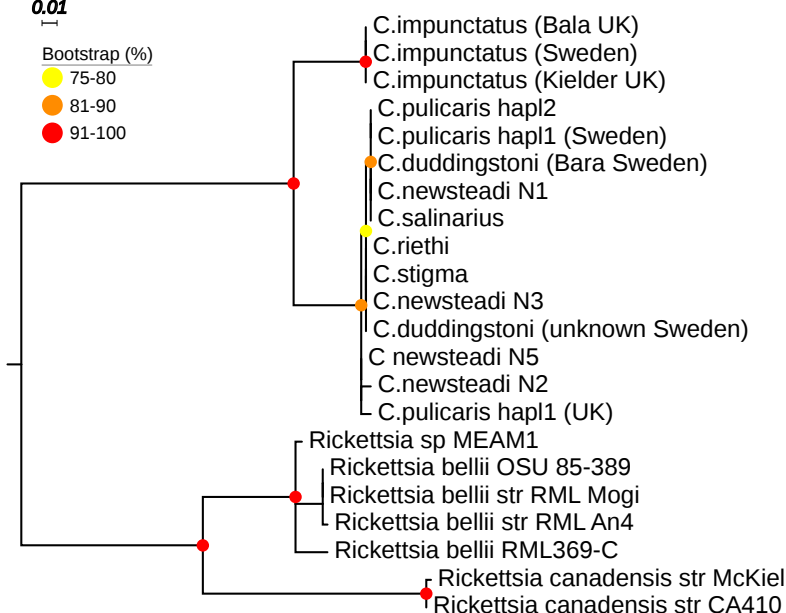 0.01
Bootstrap (%)
75-80
81-90
91-100
C.impunctatus (Bala UK)
C.impunctatus (Sweden)
C.impunctatus (Kielder UK)
C.pulicaris hapl2
C.pulicaris hapl1 (Sweden)
C.duddingstoni (Bara Sweden)
C.newsteadi N1
C.salinarius
C.riethi
C.stigma
C.newsteadi N3
C.duddingstoni (unknown Sweden)
C newsteadi N5
C.newsteadi N2
C.pulicaris hapl1 (UK)
Rickettsia sp MEAM1
Rickettsia bellii OSU 85-389
Rickettsia bellii str RML Mogi
Rickettsia bellii str RML An4
Rickettsia bellii RML369-C
Rickettsia canadensis str McKiel
Rickettsia canadensis str CA410